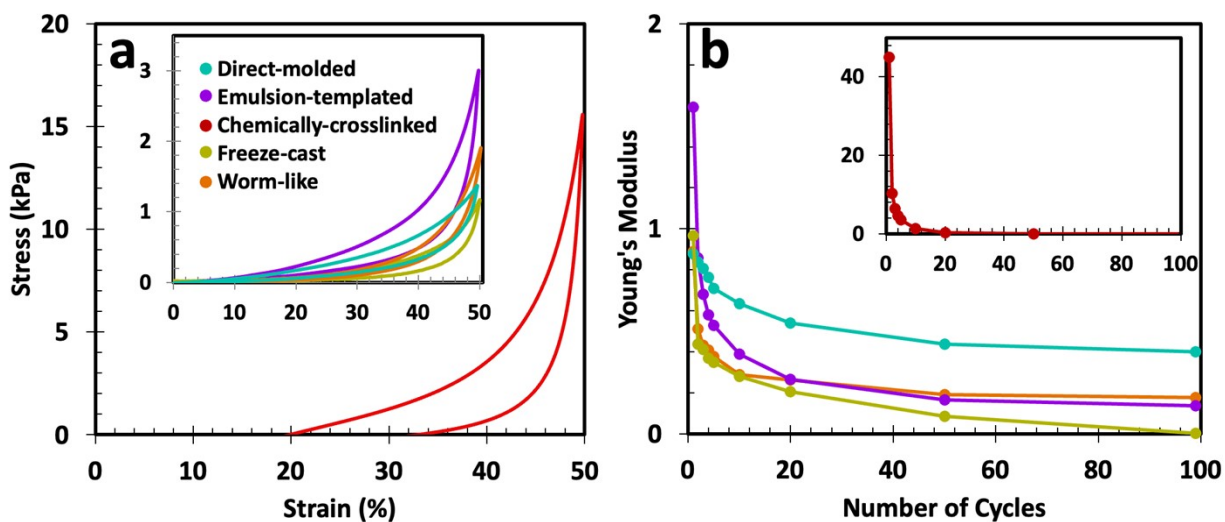 a
20
15
10
5
0
Stress (kPa)
0 10 20 30 40 50
Strain (%)
3
2
1
0
0 10 20 30 40 50
Direct-molded
Emulsion-templated
Chemically-crosslinked
Freeze-cast
Worm-like
b
2
1
0
Young's Modulus
0 20 40 60 80 100
Number of Cycles
40
20
0
0 20 40 60 80 100